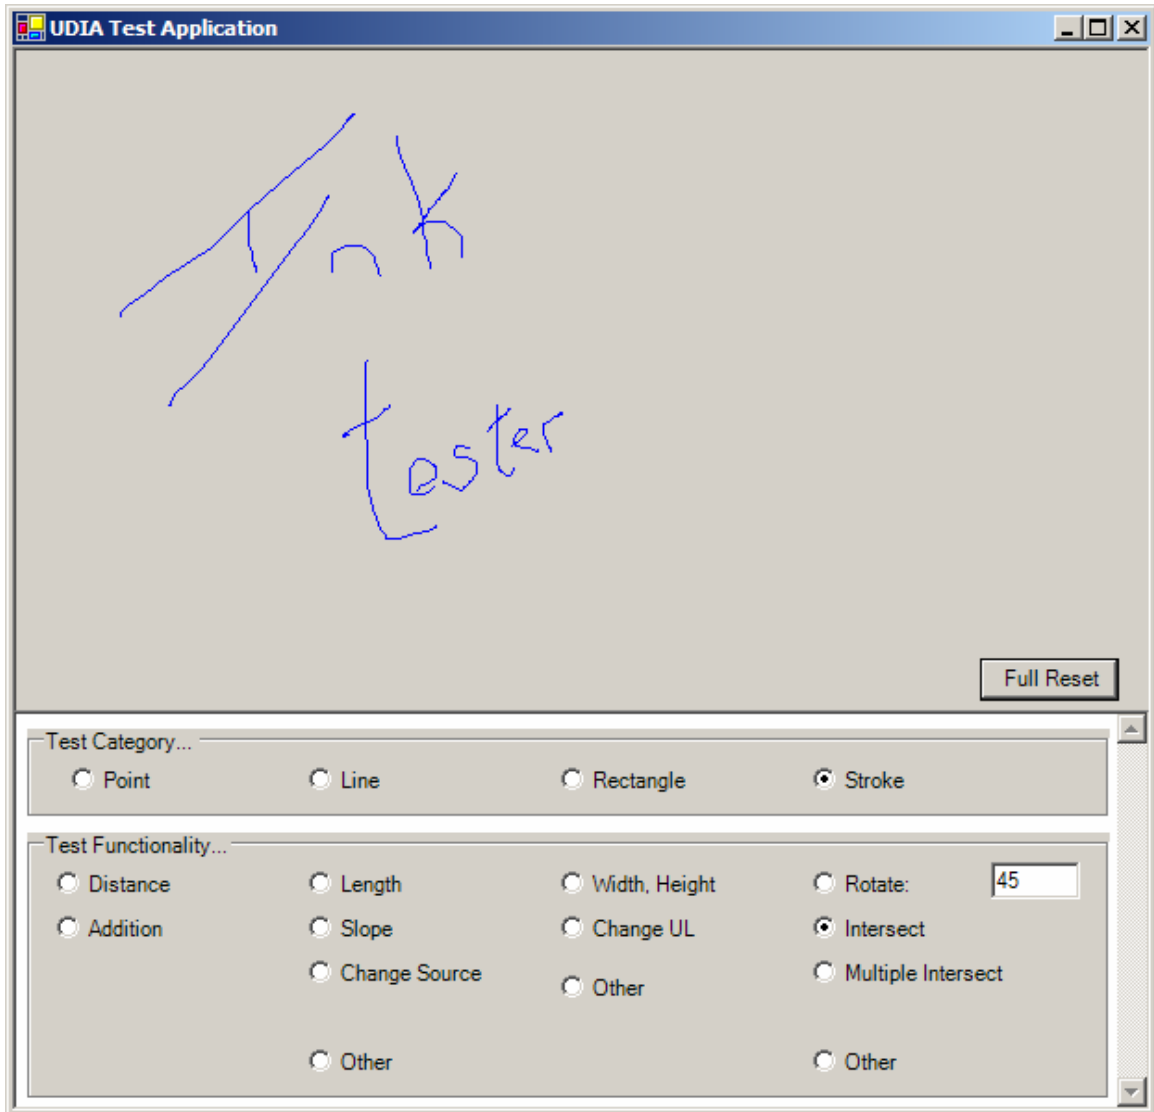 UDIA Test Application
Ink
tester
Full Reset
Test Category...
Point Line Rectangle Stroke
Test Functionality...
Distance Length Width, Height Rotate: 45
Addition Slope Change UL Intersect
Change Source Other Multiple Intersect
Other Other